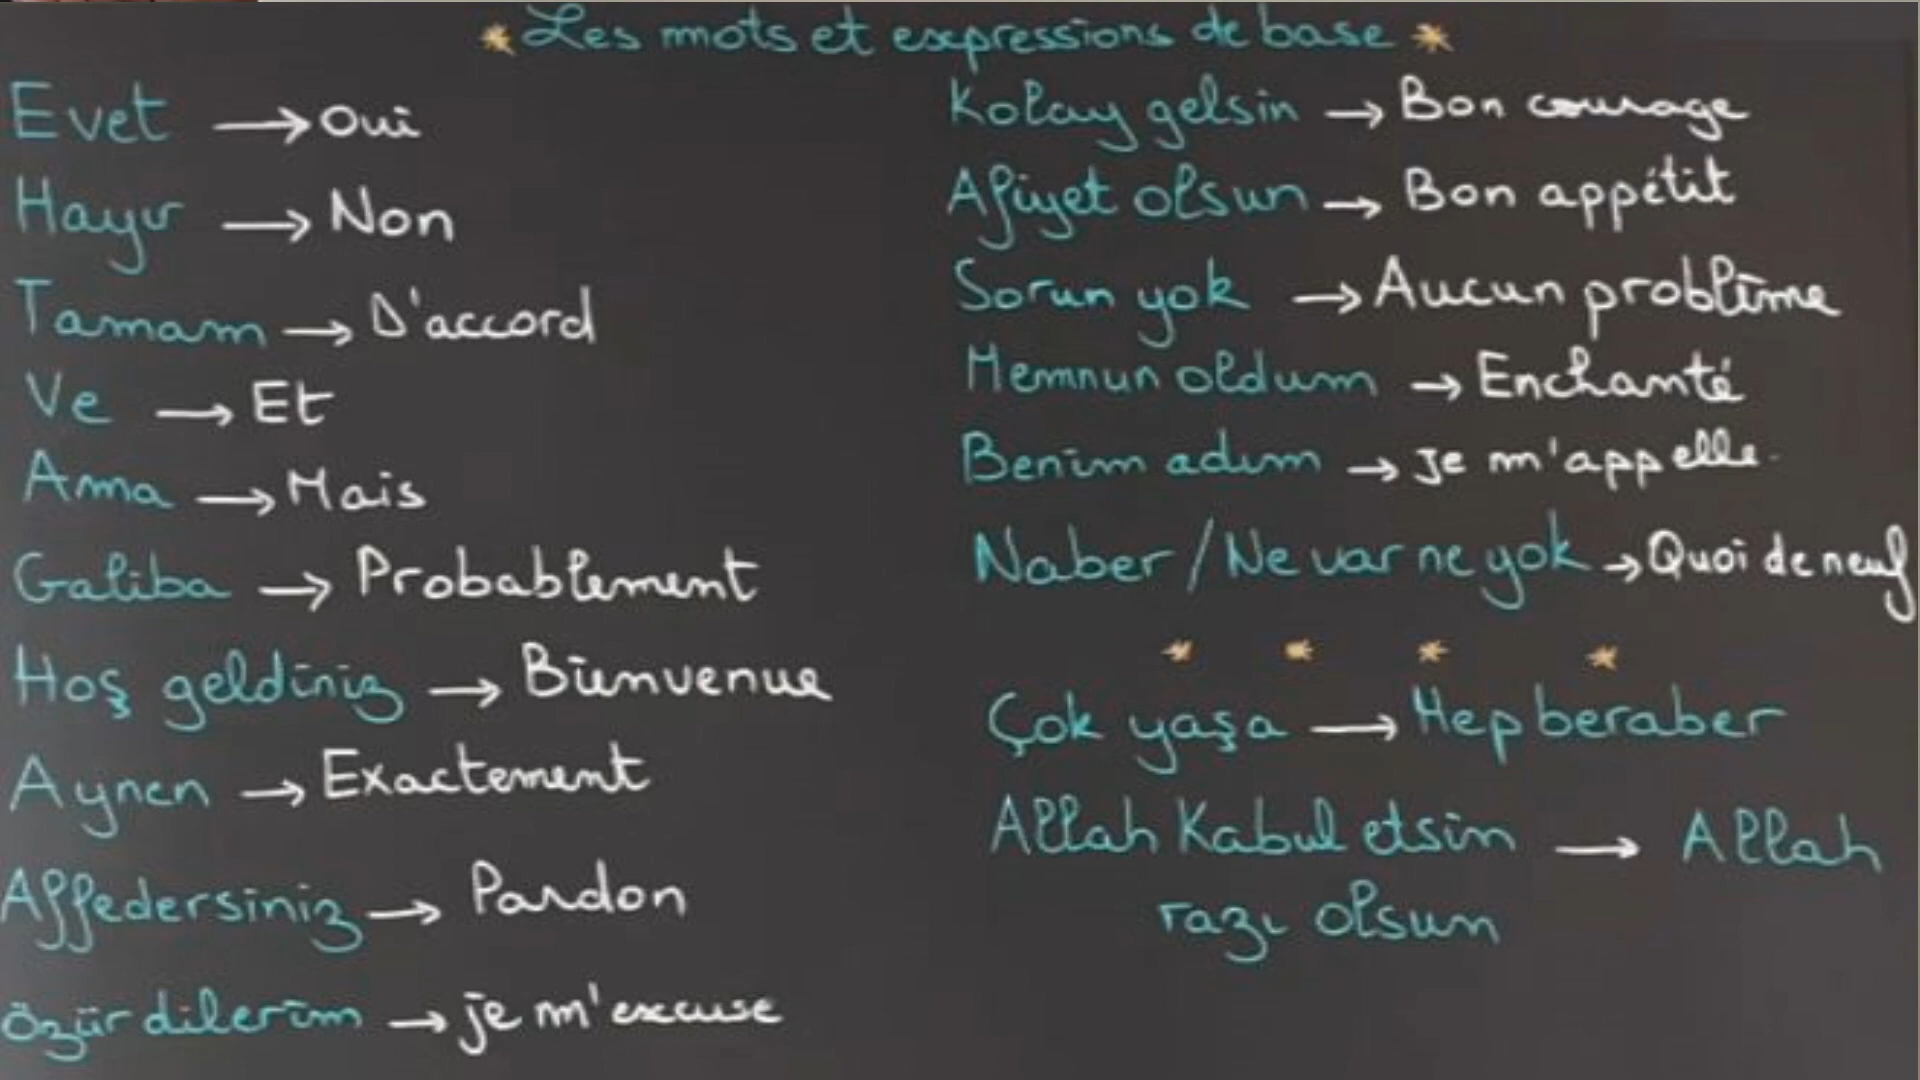 Les mots et expressions de base
Evet → Oui
Hayır → Non
Tamam → D'accord
Ve → Et
Ama → Mais
Galiba → Probablement
Hoş geldiniz → Bienvenue
Aynen → Exactement
Affedersiniz → Pardon
Özür dilerim → je m'excuse
Kolay gelsin → Bon courage
Afiyet olsun → Bon appétit
Sorun yok → Aucun problème
Memnun oldum → Enchanté
Benim adım → je m'appelle
Naber / Ne var ne yok → Quoi de neuf
Çok yaşa → Hep beraber
Allah Kabul etsin → Allah
razı olsun